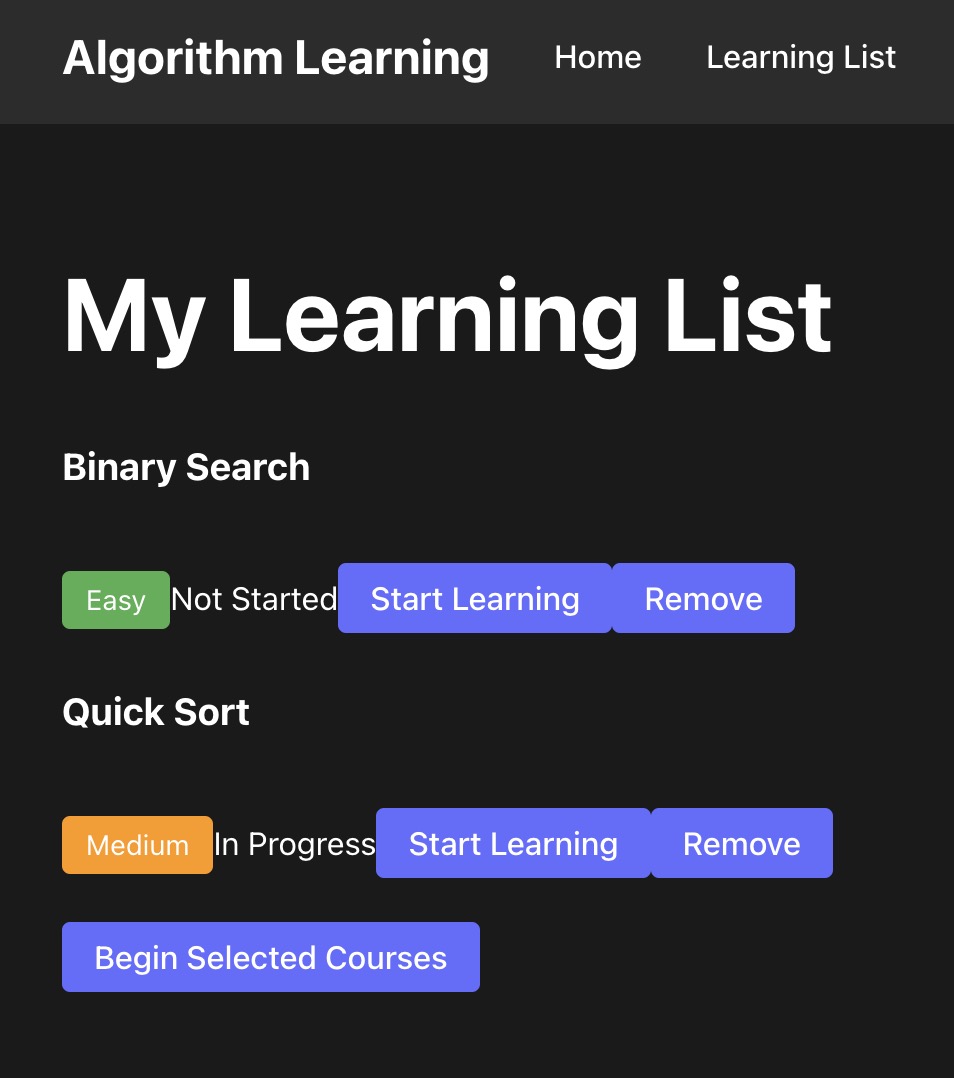 Algorithm Learning Home Learning List
My Learning List
Binary Search
Easy Not Started Start Learning Remove
Quick Sort
Medium In Progress Start Learning Remove
Begin Selected Courses